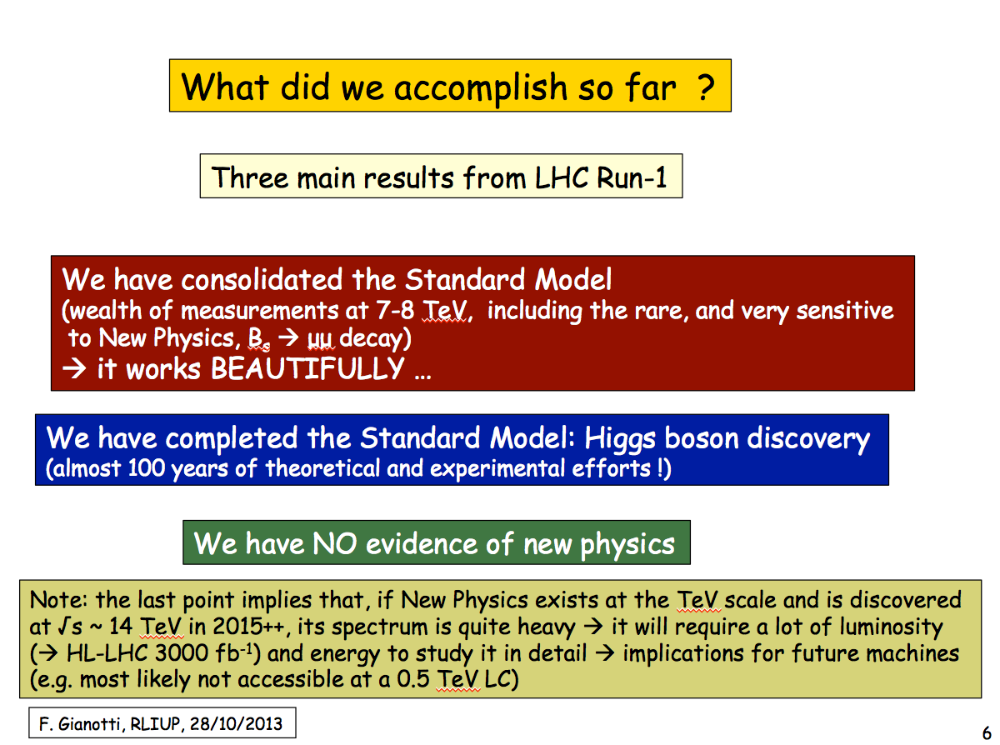 What did we accomplish so far ?
Three main results from LHC Run-1
We have consolidated the Standard Model
(wealth of measurements at 7-8 TeV, including the rare, and very sensitive
to New Physics, Bs → μμ decay)
→ it works BEAUTIFULLY ...
We have completed the Standard Model: Higgs boson discovery
(almost 100 years of theoretical and experimental efforts !)
We have NO evidence of new physics
Note: the last point implies that, if New Physics exists at the TeV scale and is discovered
at √s ~ 14 TeV in 2015++, its spectrum is quite heavy → it will require a lot of luminosity
(→ HL-LHC 3000 fb-1) and energy to study it in detail → implications for future machines
(e.g. most likely not accessible at a 0.5 TeV LC)
F. Gianotti, RLIUP, 28/10/2013
6